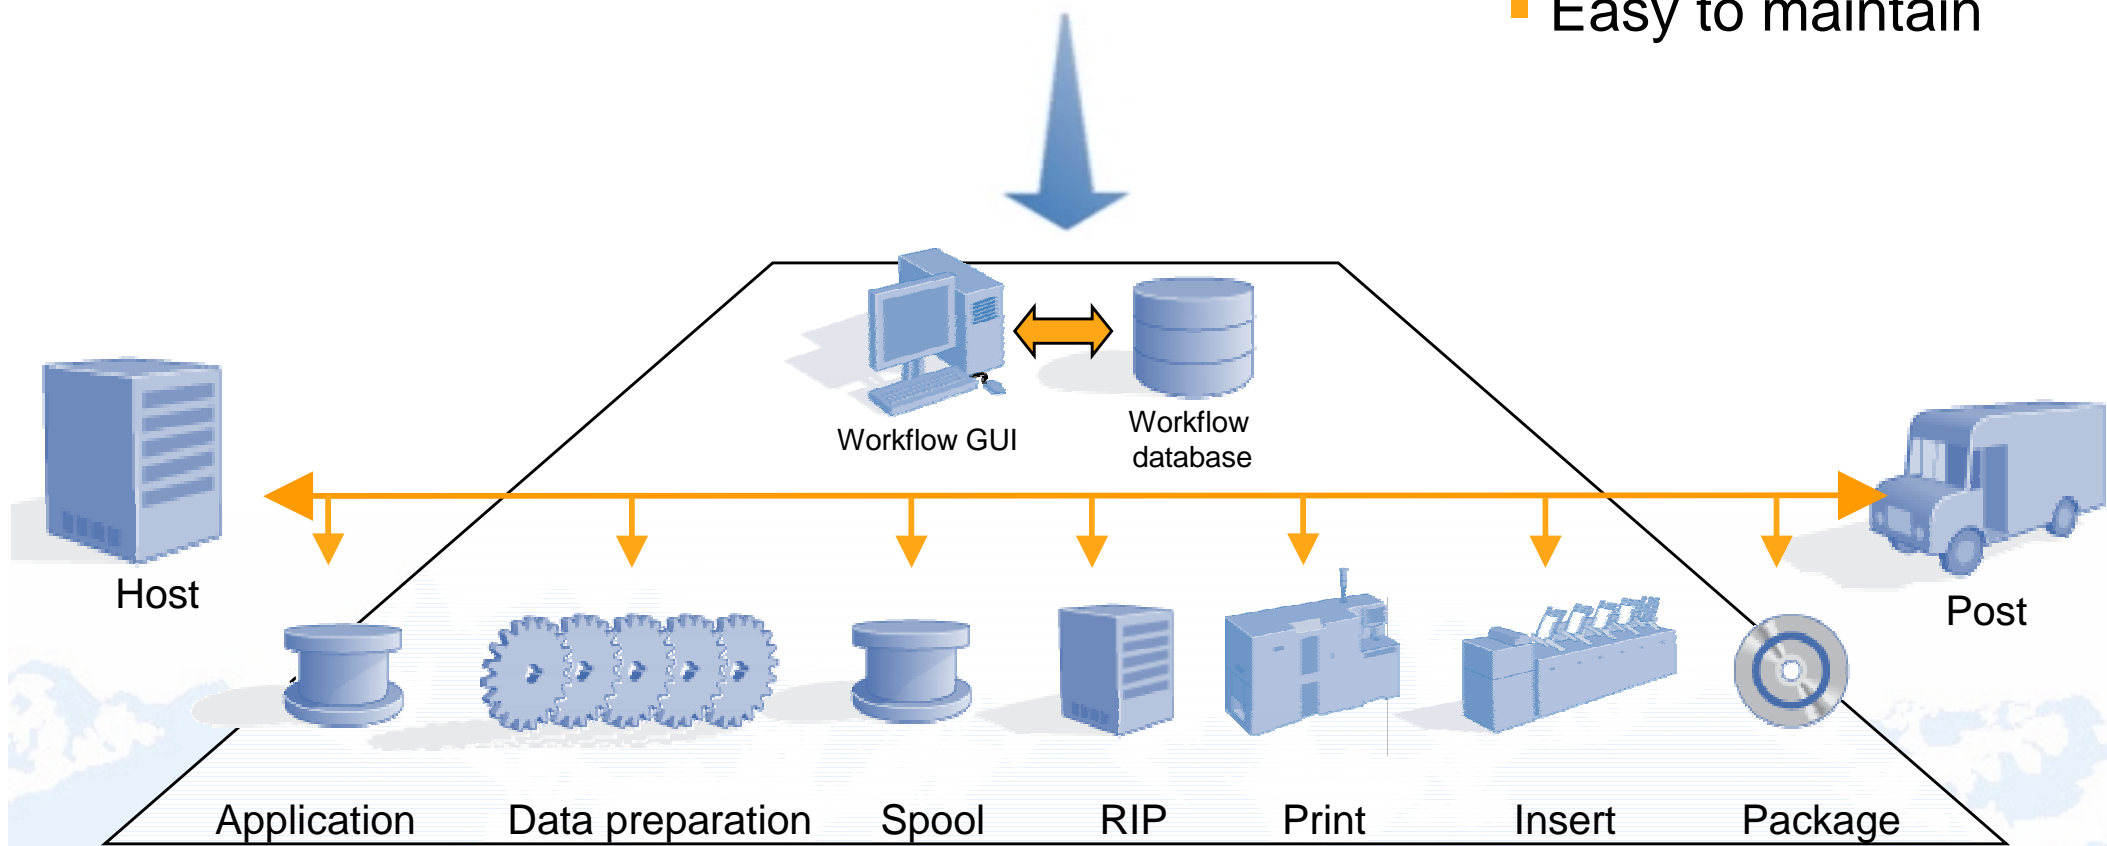 Easy to maintain
Workflow GUI
Workflow
database
Host
Post
Application
Data preparation
Spool
RIP
Print
Insert
Package